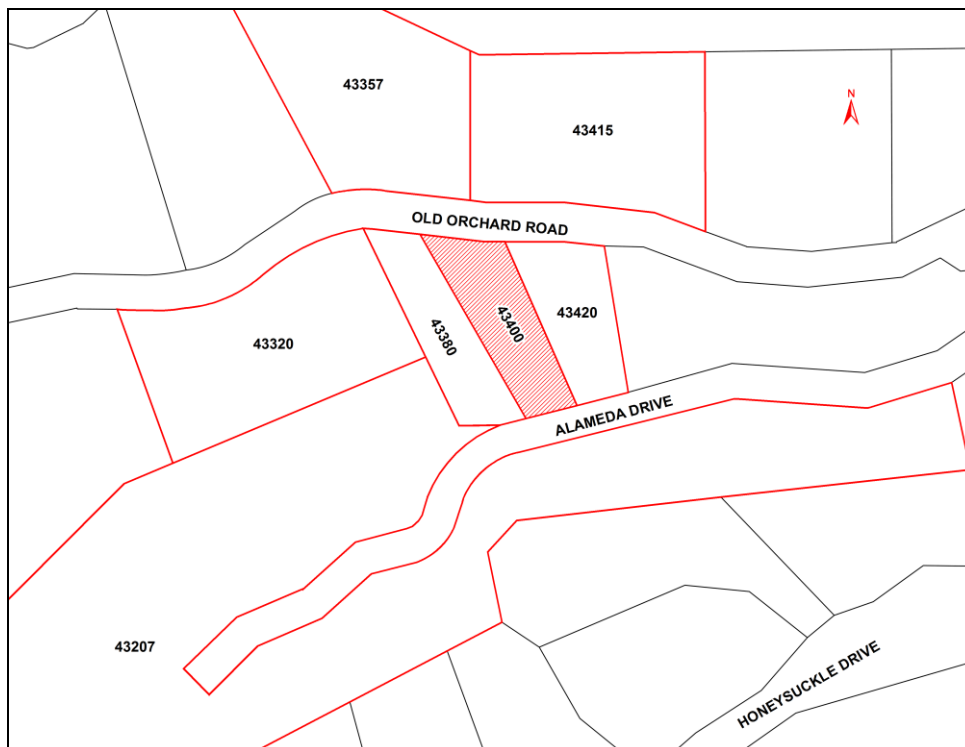 43357
43415
N
OLD ORCHARD ROAD
43320
43380
43400
43420
ALAMEDA DRIVE
43207
HONEYSUCKLE DRIVE